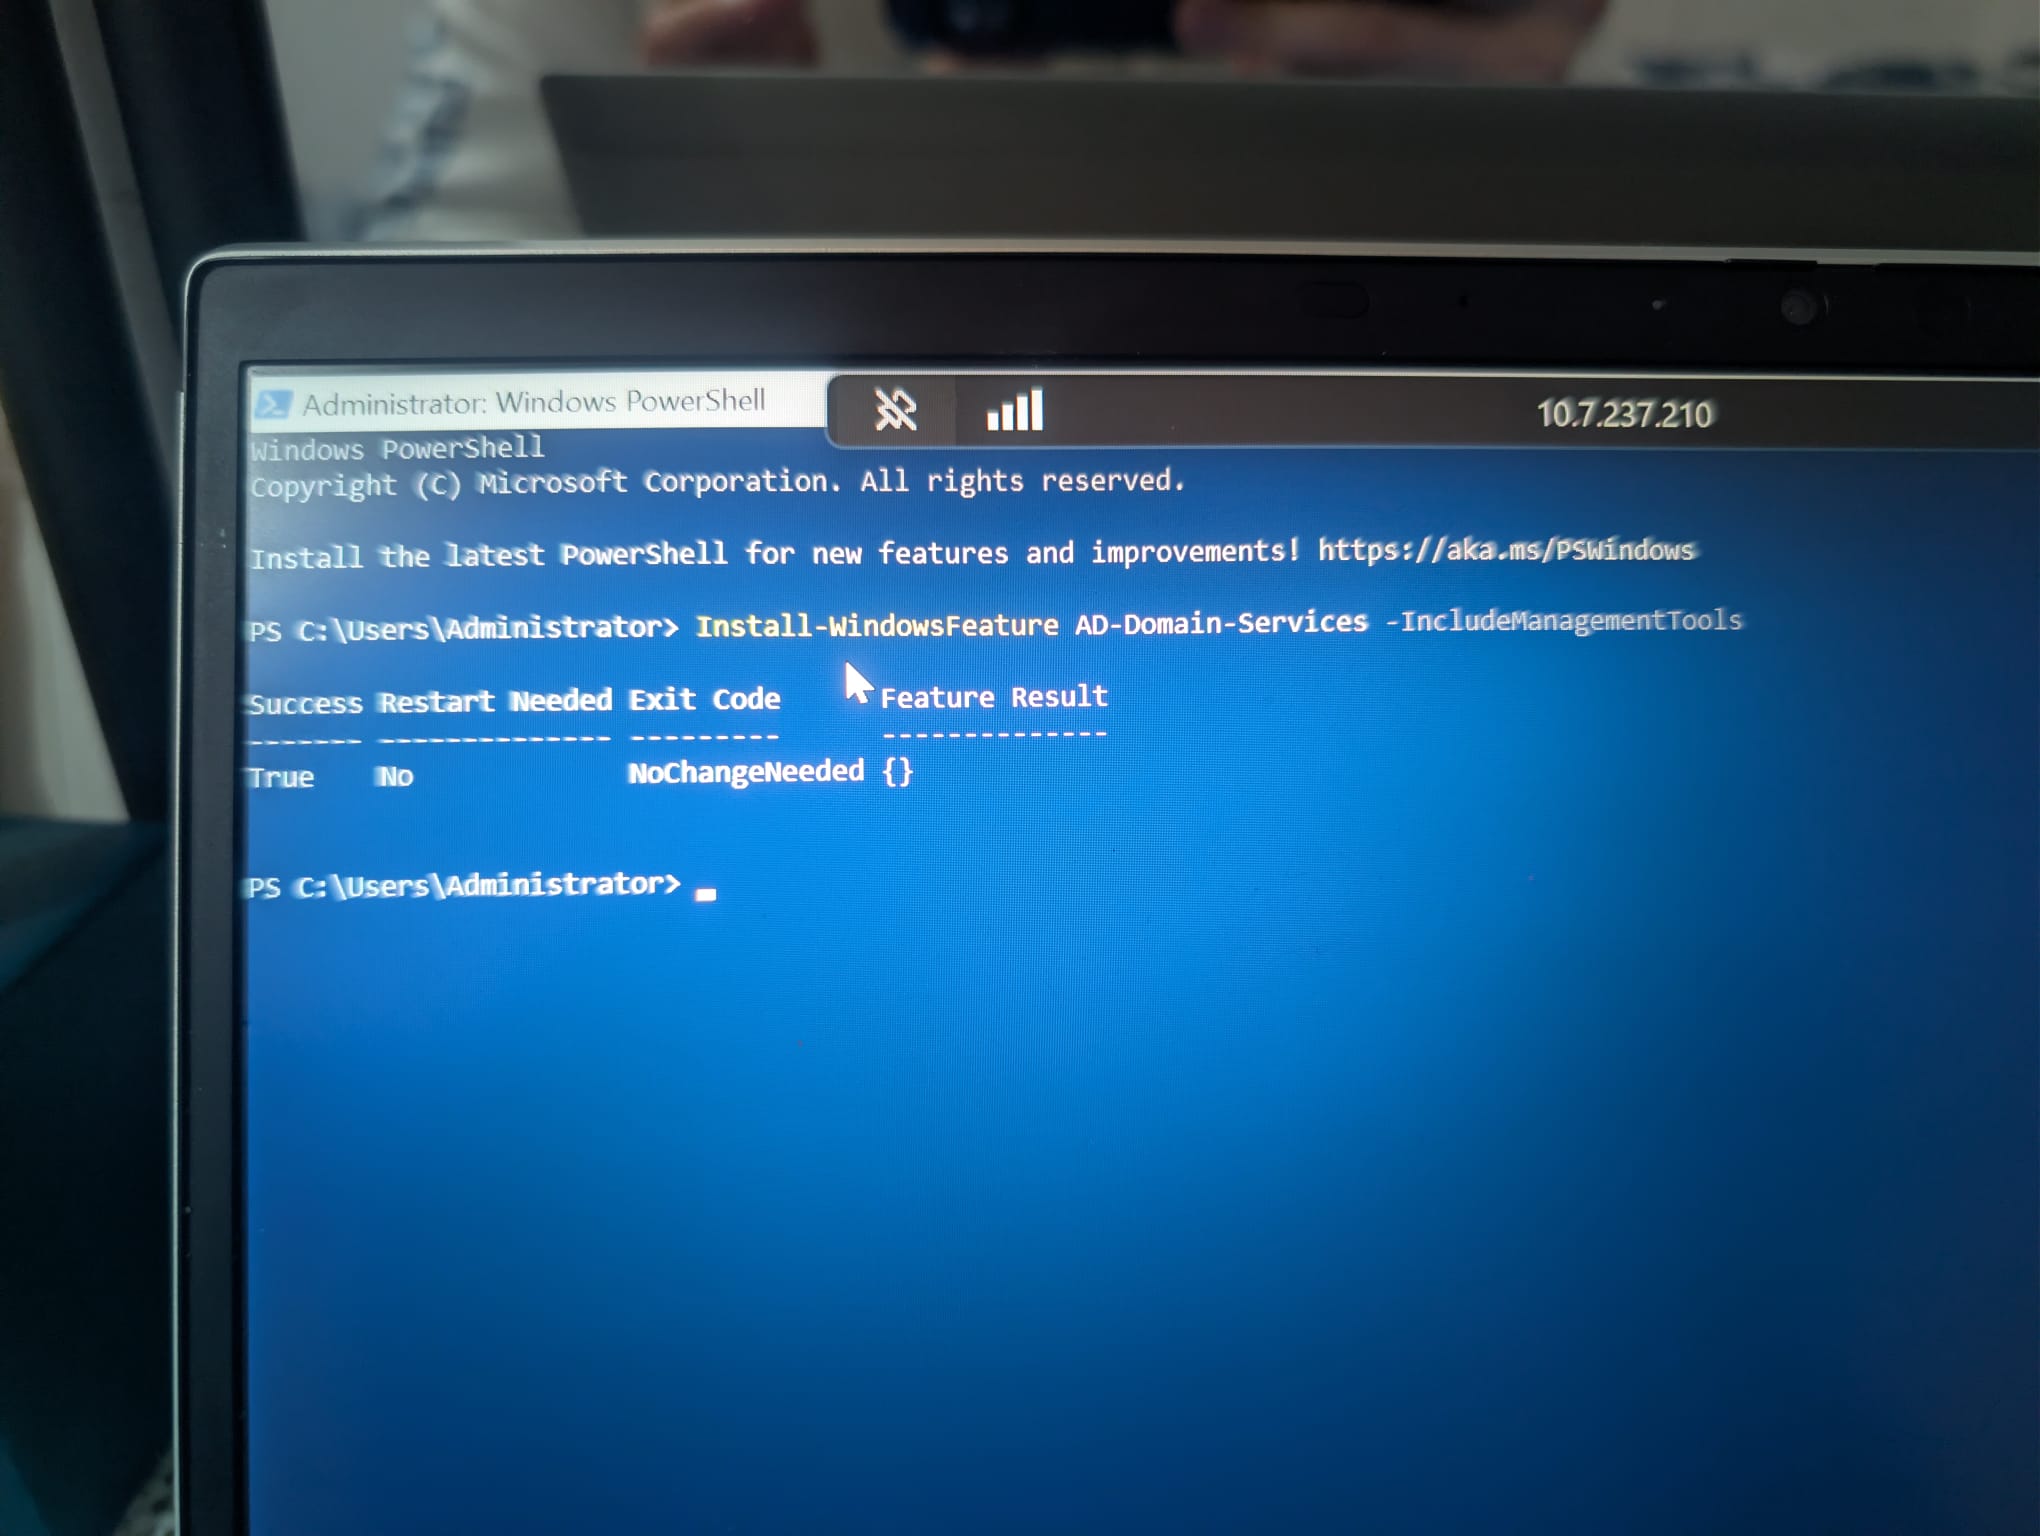 Administrator: Windows PowerShell
10.7.237.210
Windows PowerShell
Copyright (C) Microsoft Corporation. All rights reserved.
Install the latest PowerShell for new features and improvements! https://aka.ms/PSWindows
PS C:\Users\Administrator> Install-WindowsFeature AD-Domain-Services -IncludeManagementTools
Success Restart Needed Exit Code      Feature Result
------- -------------- ---------      --------------
True    No             NoChangeNeeded {}
PS C:\Users\Administrator>